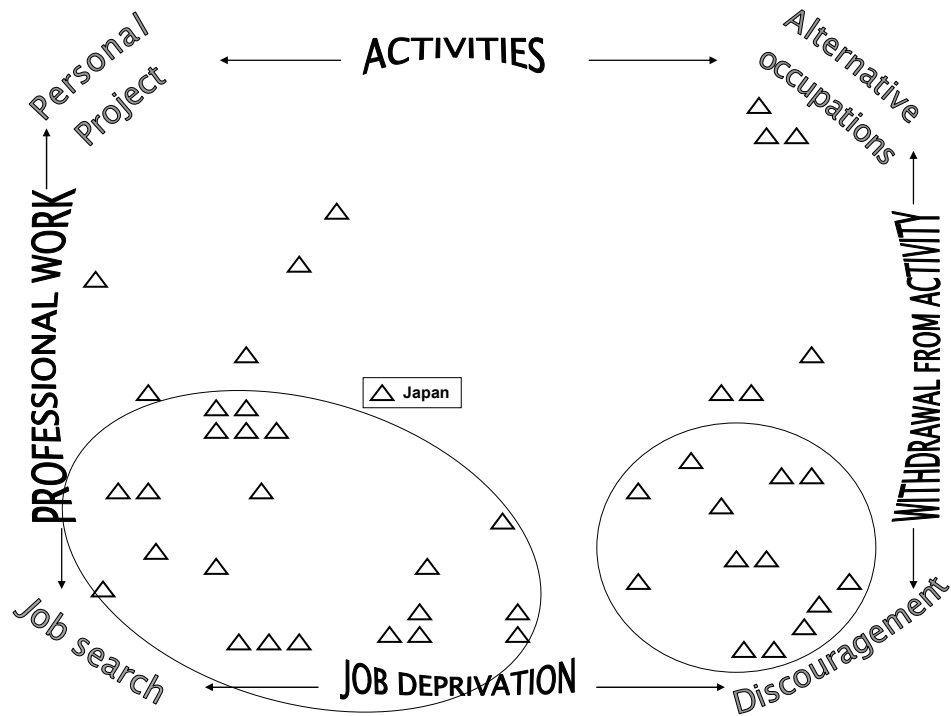 ACTIVITIES
Personal
Project
Alternative
occupations
PROFESSIONAL WORK
WITHDRAWAL FROM ACTIVITY
Japan
Job search
JOB DEPRIVATION
Discouragement